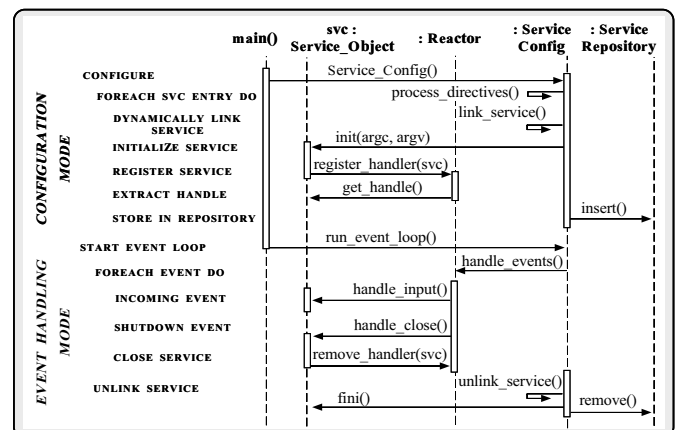 main()
svc :
Service_Object
: Reactor
: Service
Config
: Service
Repository
CONFIGURATION
MODE
CONFIGURE
Service_Config()
FOREACH SVC ENTRY DO
process_directives()
DYNAMICALLY LINK
SERVICE
link_service()
INITIALIZE SERVICE
init(argc, argv)
REGISTER SERVICE
register_handler(svc)
EXTRACT HANDLE
get_handle()
STORE IN REPOSITORY
insert()
START EVENT LOOP
run_event_loop()
EVENT HANDLING
MODE
FOREACH EVENT DO
handle_events()
INCOMING EVENT
handle_input()
SHUTDOWN EVENT
handle_close()
CLOSE SERVICE
remove_handler(svc)
UNLINK SERVICE
unlink_service()
fini()
remove()